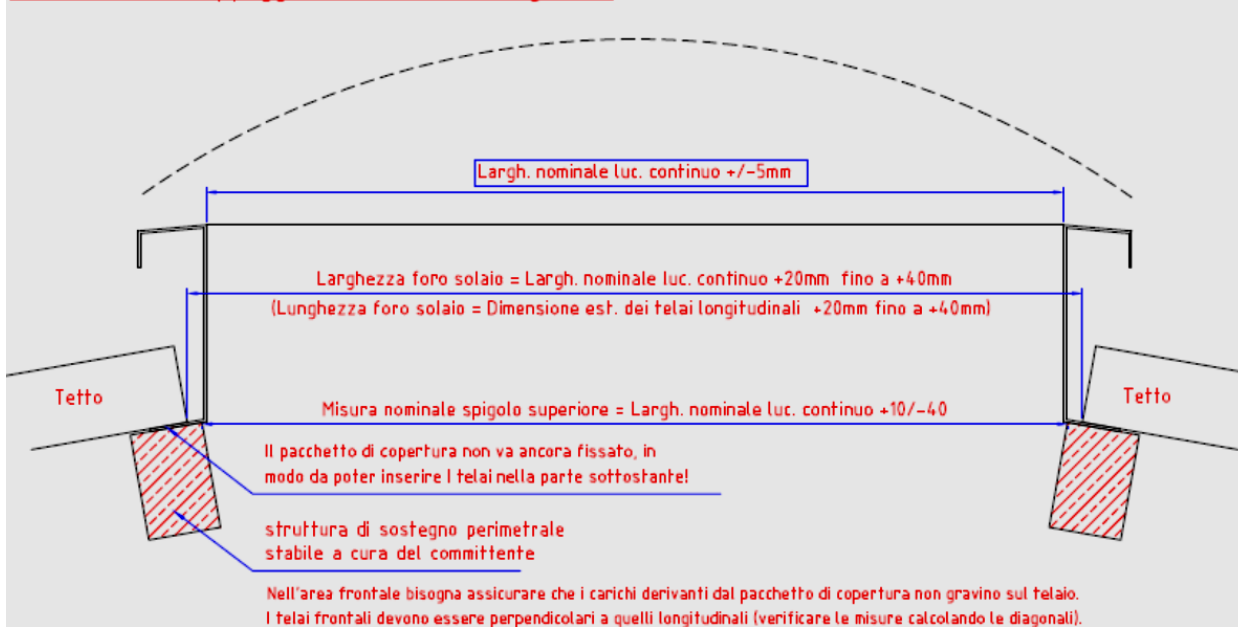 Largh. nominale luc. continuo +/-5mm
Larghezza foro solaio = Largh. nominale luc. continuo +20mm fino a +40mm
(Lunghezza foro solaio = Dimensione est. dei telai longitudinali +20mm fino a +40mm)
Tetto
Tetto
Misura nominale spigolo superiore = Largh. nominale luc. continuo +10/-40
Il pacchetto di copertura non va ancora fissato, in
modo da poter inserire I telai nella parte sottostante!
struttura di sostegno perimetrale
stabile a cura del committente
Nell'area frontale bisogna assicurare che i carichi derivanti dal pacchetto di copertura non gravino sul telaio.
I telai frontali devono essere perpendicolari a quelli longitudinali (verificare le misure calcolando le diagonali).